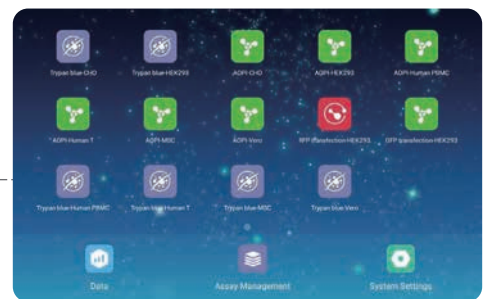 Trypan blue-CHO Trypan blue-HEK293 AOPI-CHO AOPI-HEK293 AOPI-Human PBMC
AOPI-Human T AOPI-MSC AOPI-Vero RFP transfection-HEK293 GFP transfection-HEK293
Trypan blue-Human PBMC Trypan blue-Human T Trypan blue-MSC Trypan blue-Vero
Data Assay Management System Settings